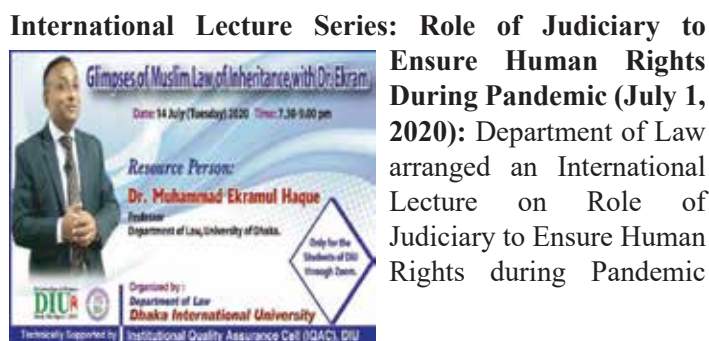 International Lecture Series: Role of Judiciary to
Ensure Human Rights
During Pandemic (July 1,
2020): Department of Law
arranged an International
Lecture on Role of
Judiciary to Ensure Human
Rights during Pandemic
Glimpses of Muslim Law of Inheritance, with Dr. Ekram
Date: 14 July (Tuesday) 2020 Time: 7.30-9.00 pm
Resource Person:
Dr. Muhammad Ekramul Haque
Professor
Department of Law, University of Dhaka.
Only for the
Students of DIU
through Zoom.
DIU
Organized by :
Department of Law
Dhaka International University
Technically Supported by Institutional Quality Assurance Cell (IQAC), DIU